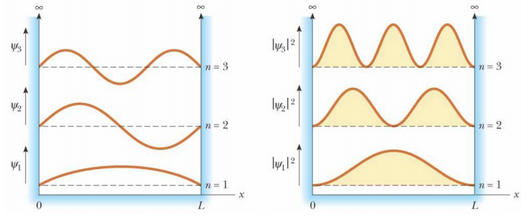 ∞ ∞
ψ₃
n = 3
ψ₂
n = 2
ψ₁
n = 1
0 L x
∞ ∞
|ψ₃|²
n = 3
|ψ₂|²
n = 2
|ψ₁|²
n = 1
0 L x